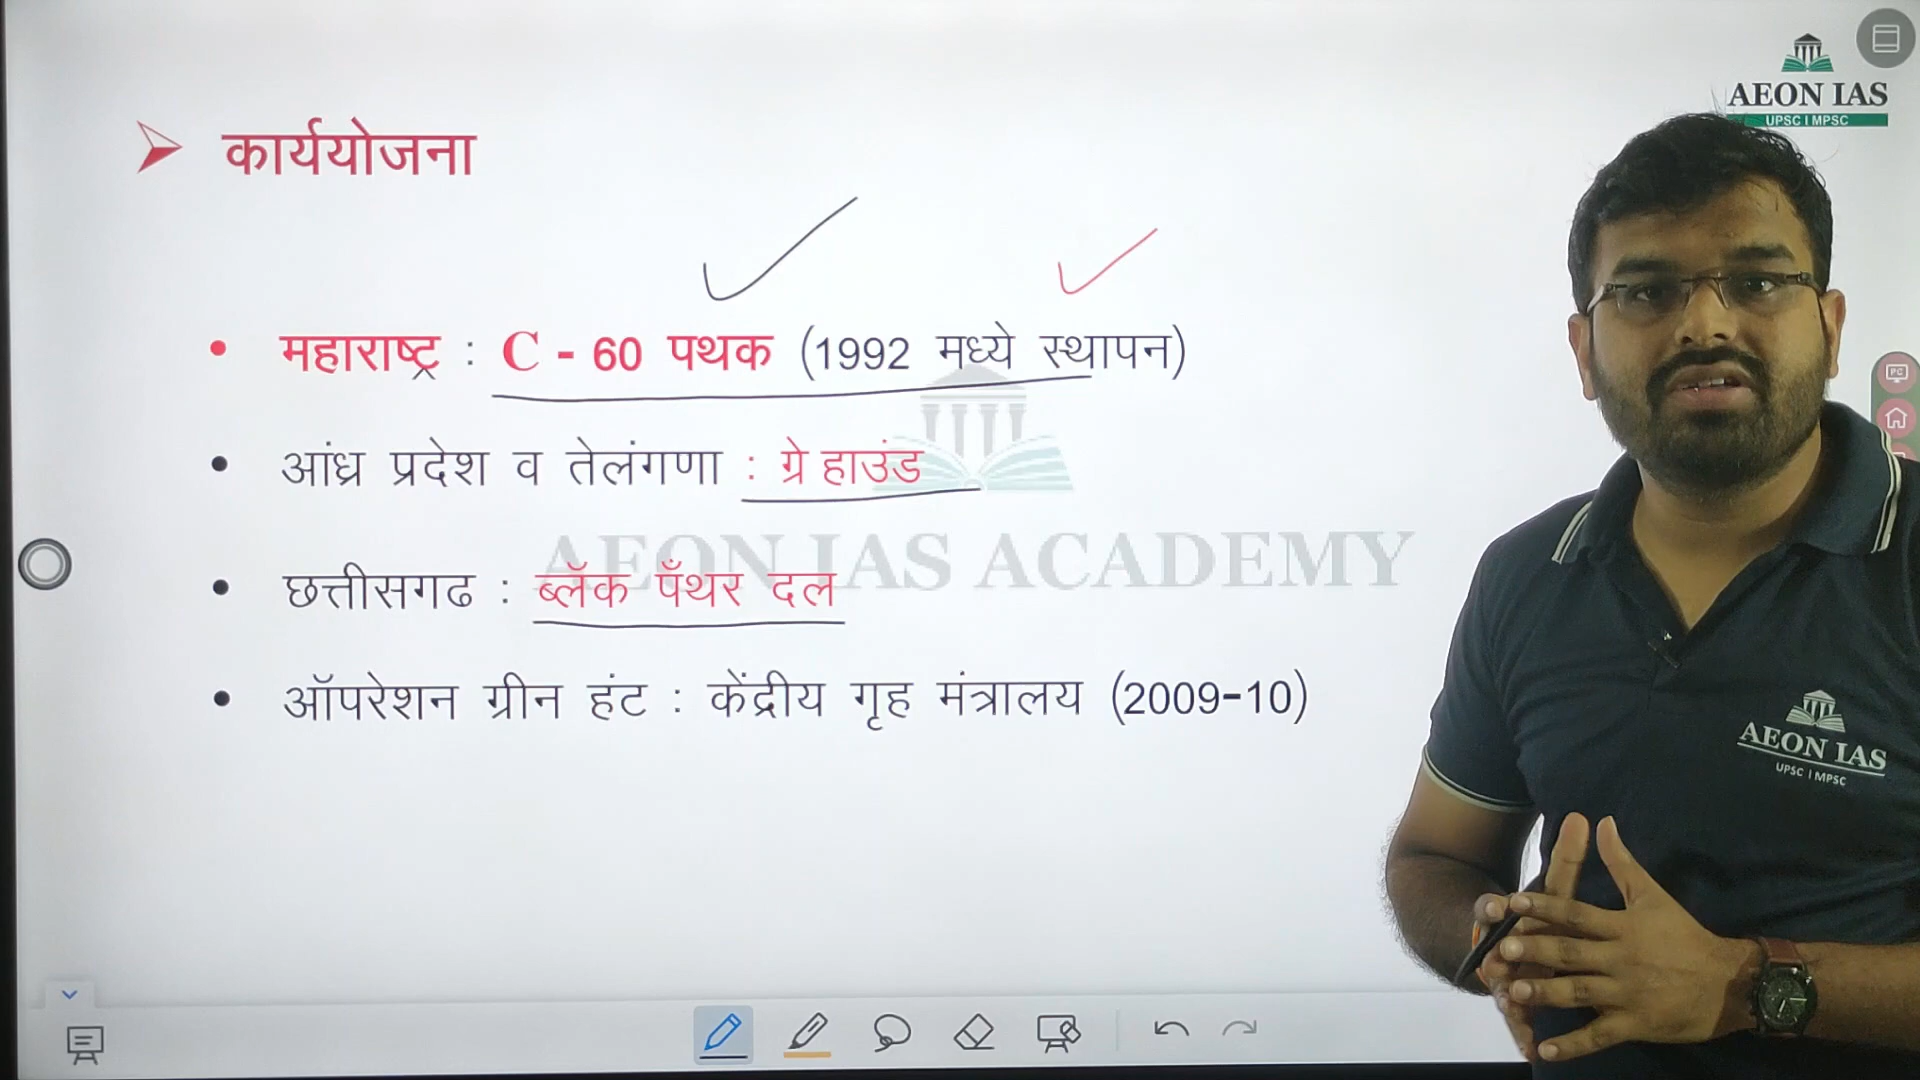 AEON IAS
UPSC | MPSC
कार्ययोजना
महाराष्ट्र : C - 60 पथक (1992 मध्ये स्थापन)
आंध्र प्रदेश व तेलंगणा : ग्रे हाउंड
AEON IAS ACADEMY
छत्तीसगढ : ब्लॅक पँथर दल
ऑपरेशन ग्रीन हंट : केंद्रीय गृह मंत्रालय (2009-10)
AEON IAS
UPSC | MPSC
PC